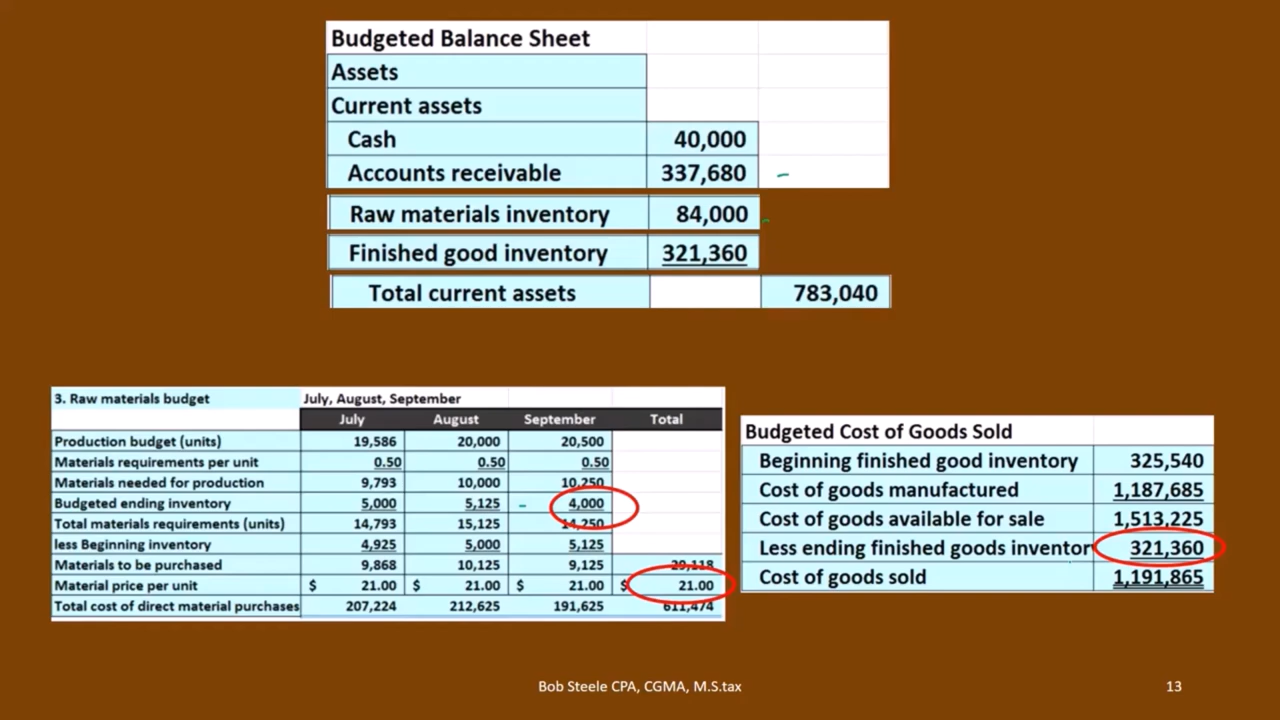 Budgeted Balance Sheet
Assets
Current assets
Cash 40,000
Accounts receivable 337,680
Raw materials inventory 84,000
Finished good inventory 321,360
Total current assets 783,040
3. Raw materials budget July, August, September
July August September Total
Production budget (units) 19,586 20,000 20,500
Materials requirements per unit 0.50 0.50 0.50
Materials needed for production 9,793 10,000 10,250
Budgeted ending inventory 5,000 5,125 4,000
Total materials requirements (units) 14,793 15,125 14,250
less Beginning inventory 4,925 5,000 5,125
Materials to be purchased 9,868 10,125 9,125 29,118
Material price per unit $ 21.00 $ 21.00 $ 21.00 $ 21.00
Total cost of direct material purchases 207,224 212,625 191,625 611,474
Budgeted Cost of Goods Sold
Beginning finished good inventory 325,540
Cost of goods manufactured 1,187,685
Cost of goods available for sale 1,513,225
Less ending finished goods inventor 321,360
Cost of goods sold 1,191,865
Bob Steele CPA, CGMA, M.S.tax 13